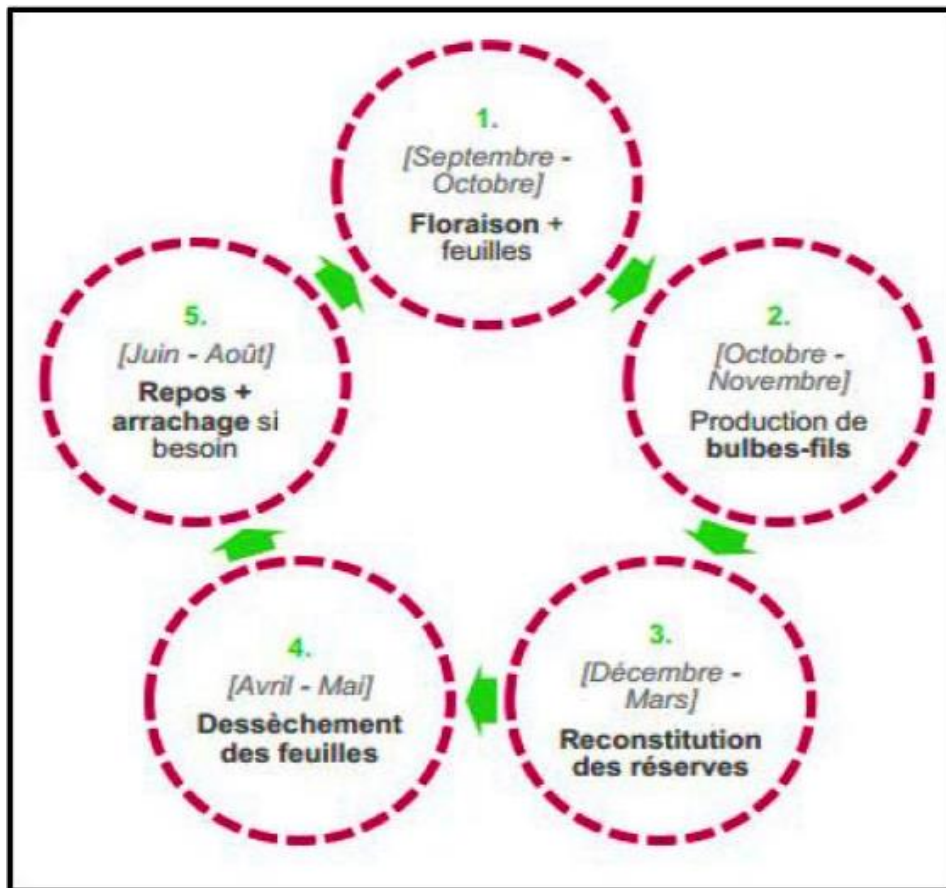 1.
[Septembre -
Octobre]
Floraison +
feuilles
2.
[Octobre -
Novembre]
Production de
bulbes-fils
3.
[Décembre -
Mars]
Reconstitution
des réserves
4.
[Avril - Mai]
Dessèchement
des feuilles
5.
[Juin - Août]
Repos +
arrachage si
besoin